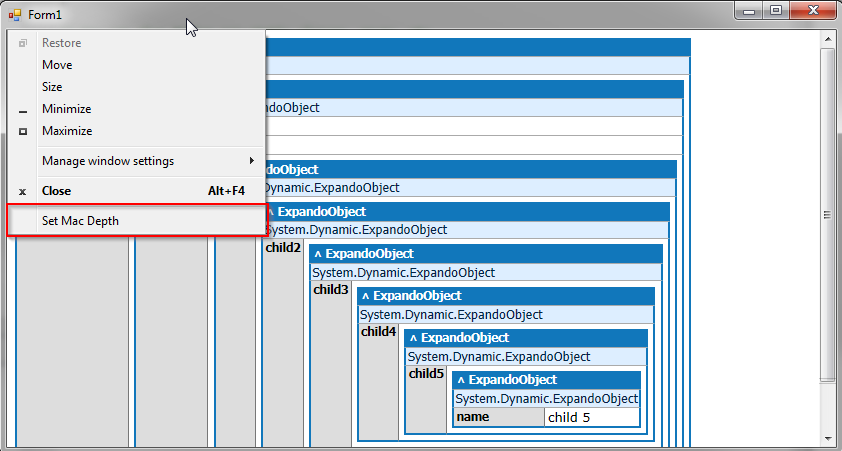 Form1
Restore
Move
Size
Minimize
Maximize
Manage window settings
Close Alt+F4
Set Mac Depth
ndoObject
ndoObject
Dynamic.ExpandoObject
^ ExpandoObject
System.Dynamic.ExpandoObject
child2
^ ExpandoObject
System.Dynamic.ExpandoObject
child3
^ ExpandoObject
System.Dynamic.ExpandoObject
child4
^ ExpandoObject
System.Dynamic.ExpandoObject
child5
^ ExpandoObject
System.Dynamic.ExpandoObject
name child 5